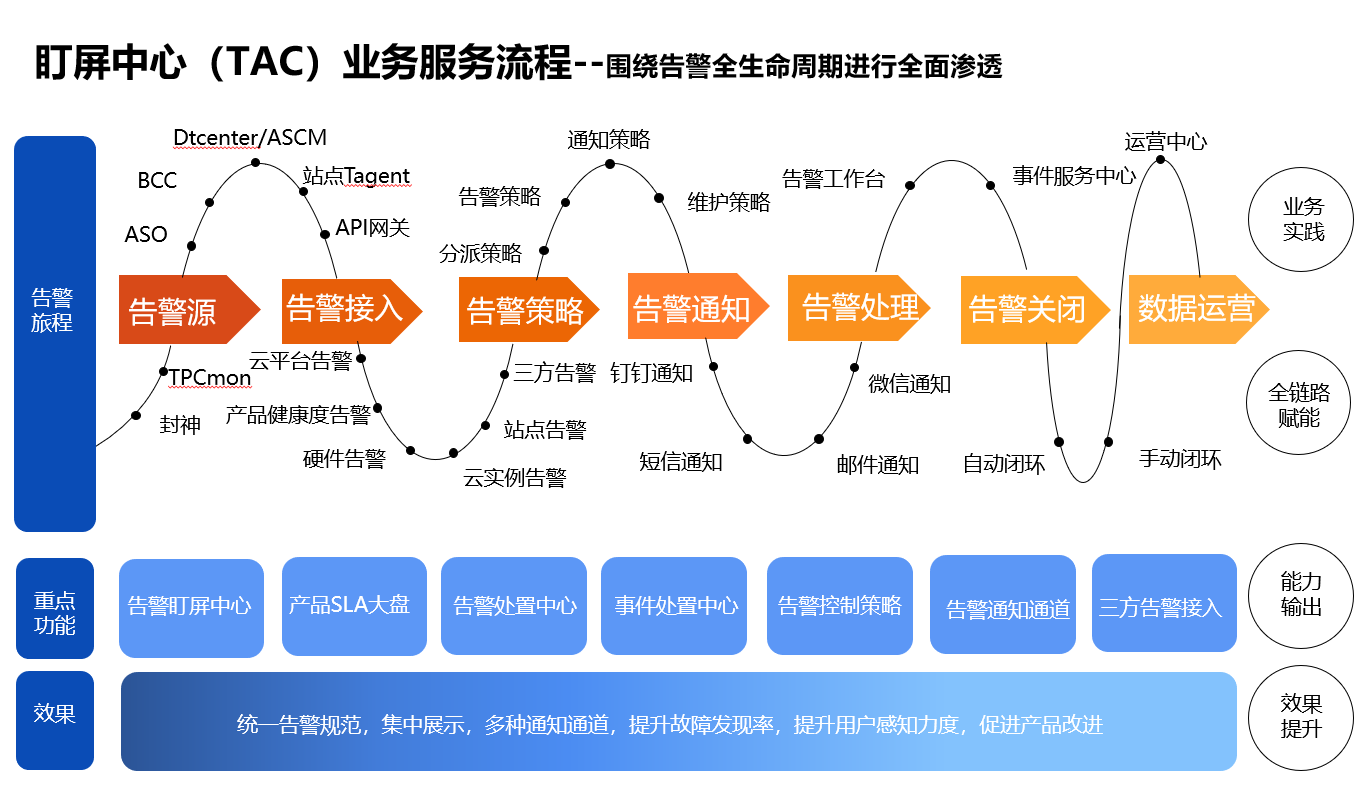 盯屏中心（TAC）业务服务流程--围绕告警全生命周期进行全面渗透
告警
旅程
Dtcenter/ASCM
BCC
站点Tagent
ASO
API网关
告警源
TPCmon
封神
告警接入
云平台告警
产品健康度告警
硬件告警
云实例告警
站点告警
三方告警
通知策略
告警策略
维护策略
分派策略
告警策略
告警通知
钉钉通知
短信通知
邮件通知
微信通知
告警工作台
告警处理
事件服务中心
告警关闭
自动闭环
手动闭环
运营中心
数据运营
业务
实践
全链路
赋能
重点
功能
告警盯屏中心
产品SLA大盘
告警处置中心
事件处置中心
告警控制策略
告警通知通道
三方告警接入
能力
输出
效果
统一告警规范，集中展示，多种通知通道，提升故障发现率，提升用户感知力度，促进产品改进
效果
提升